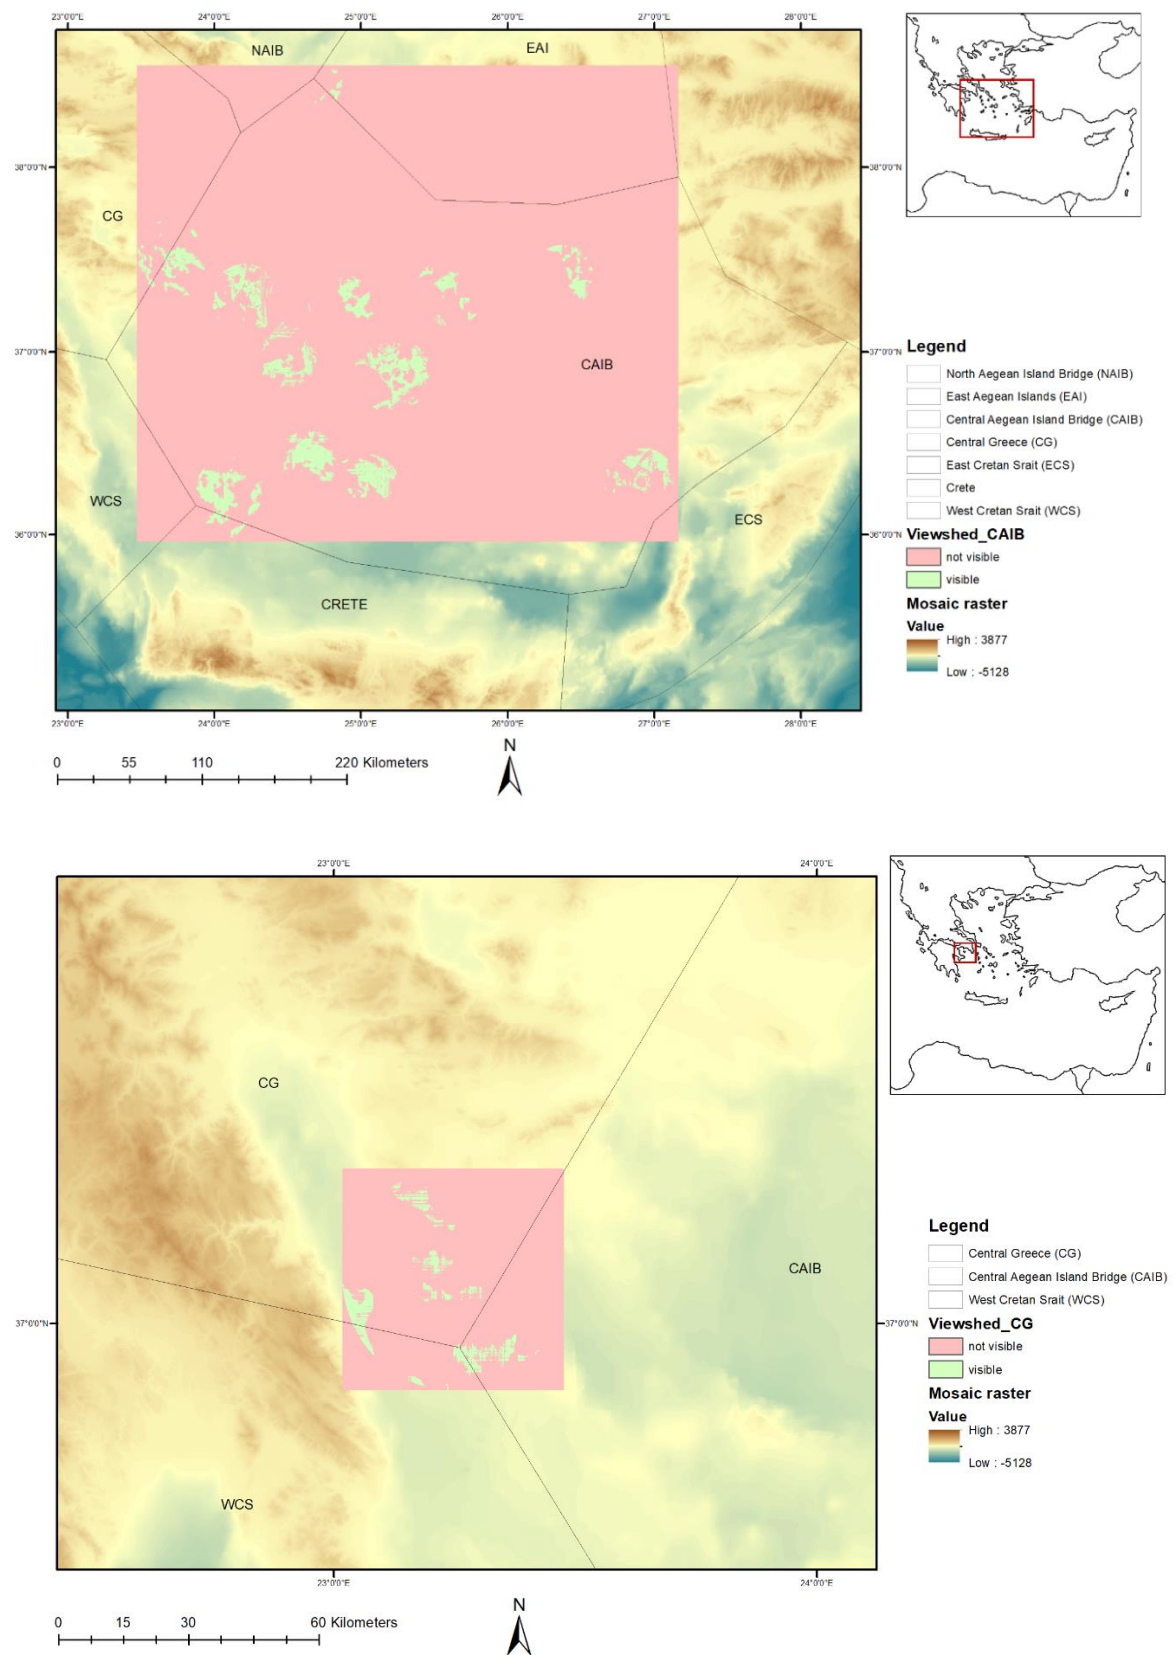 23°0'0"E 24°0'0"E 25°0'0"E 26°0'0"E 27°0'0"E 28°0'0"E
NAIB
EAI
38°0'0"N
38°0'0"N
CG
37°0'0"N
37°0'0"N
CAIB
WCS
ECS
36°0'0"N
36°0'0"N
CRETE
23°0'0"E 24°0'0"E 25°0'0"E 26°0'0"E 27°0'0"E 28°0'0"E
0 55 110 220 Kilometers
N
Legend
North Aegean Island Bridge (NAIB)
East Aegean Islands (EAI)
Central Aegean Island Bridge (CAIB)
Central Greece (CG)
East Cretan Srait (ECS)
Crete
West Cretan Srait (WCS)
Viewshed_CAIB
not visible
visible
Mosaic raster
Value
High : 3877
Low : -5128
23°0'0"E 24°0'0"E
CG
CAIB
37°0'0"N
37°0'0"N
WCS
23°0'0"E 24°0'0"E
0 15 30 60 Kilometers
N
Legend
Central Greece (CG)
Central Aegean Island Bridge (CAIB)
West Cretan Srait (WCS)
Viewshed_CG
not visible
visible
Mosaic raster
Value
High : 3877
Low : -5128